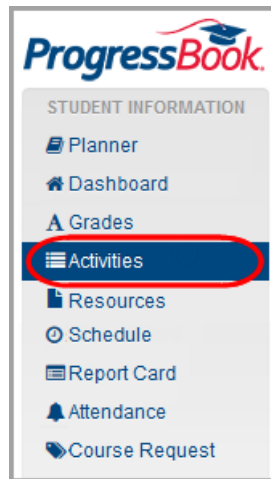 ProgressBook.
STUDENT INFORMATION
Planner
Dashboard
Grades
Activities
Resources
Schedule
Report Card
Attendance
Course Request